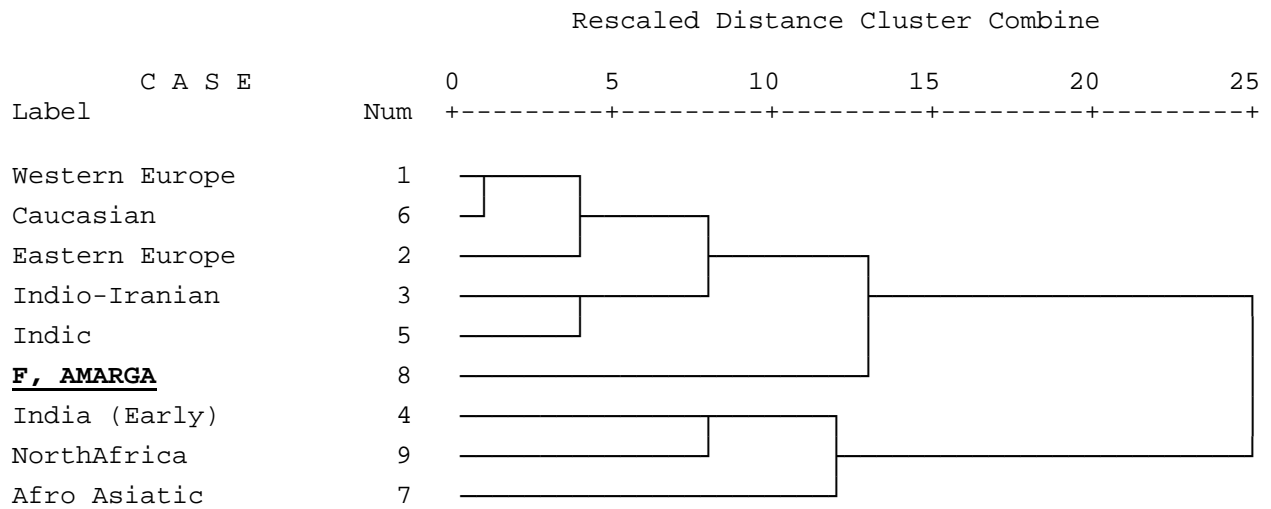 Rescaled Distance Cluster Combine
C A S E 0 5 10 15 20 25
Label Num +---------+---------+---------+---------+---------+
Western Europe 1
Caucasian 6
Eastern Europe 2
Indio-Iranian 3
Indic 5
F, AMARGA 8
India (Early) 4
NorthAfrica 9
Afro Asiatic 7